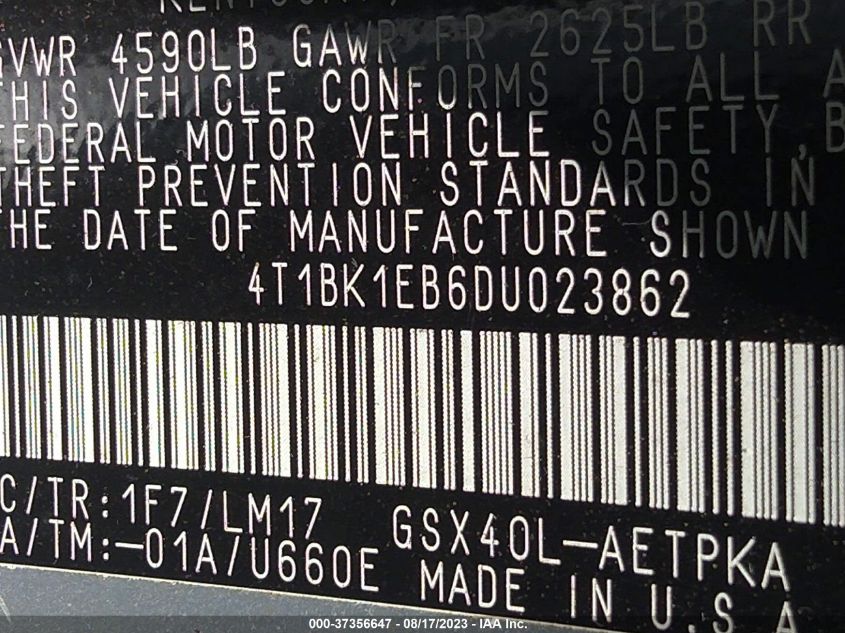 GVWR 4590LB GAWR FR 2625LB RR
THIS VEHICLE CONFORMS TO ALL A
FEDERAL MOTOR VEHICLE SAFETY,B
THEFT PREVENTION STANDARDS IN
THE DATE OF MANUFACTURE SHOWN
4T1BK1EB6DU023862
C/TR:1F7/LM17 GSX40L-AETPKA
A/TM:-01A/U660E MADE IN U.S.A
000-37356647 - 08/17/2023 - IAA Inc.